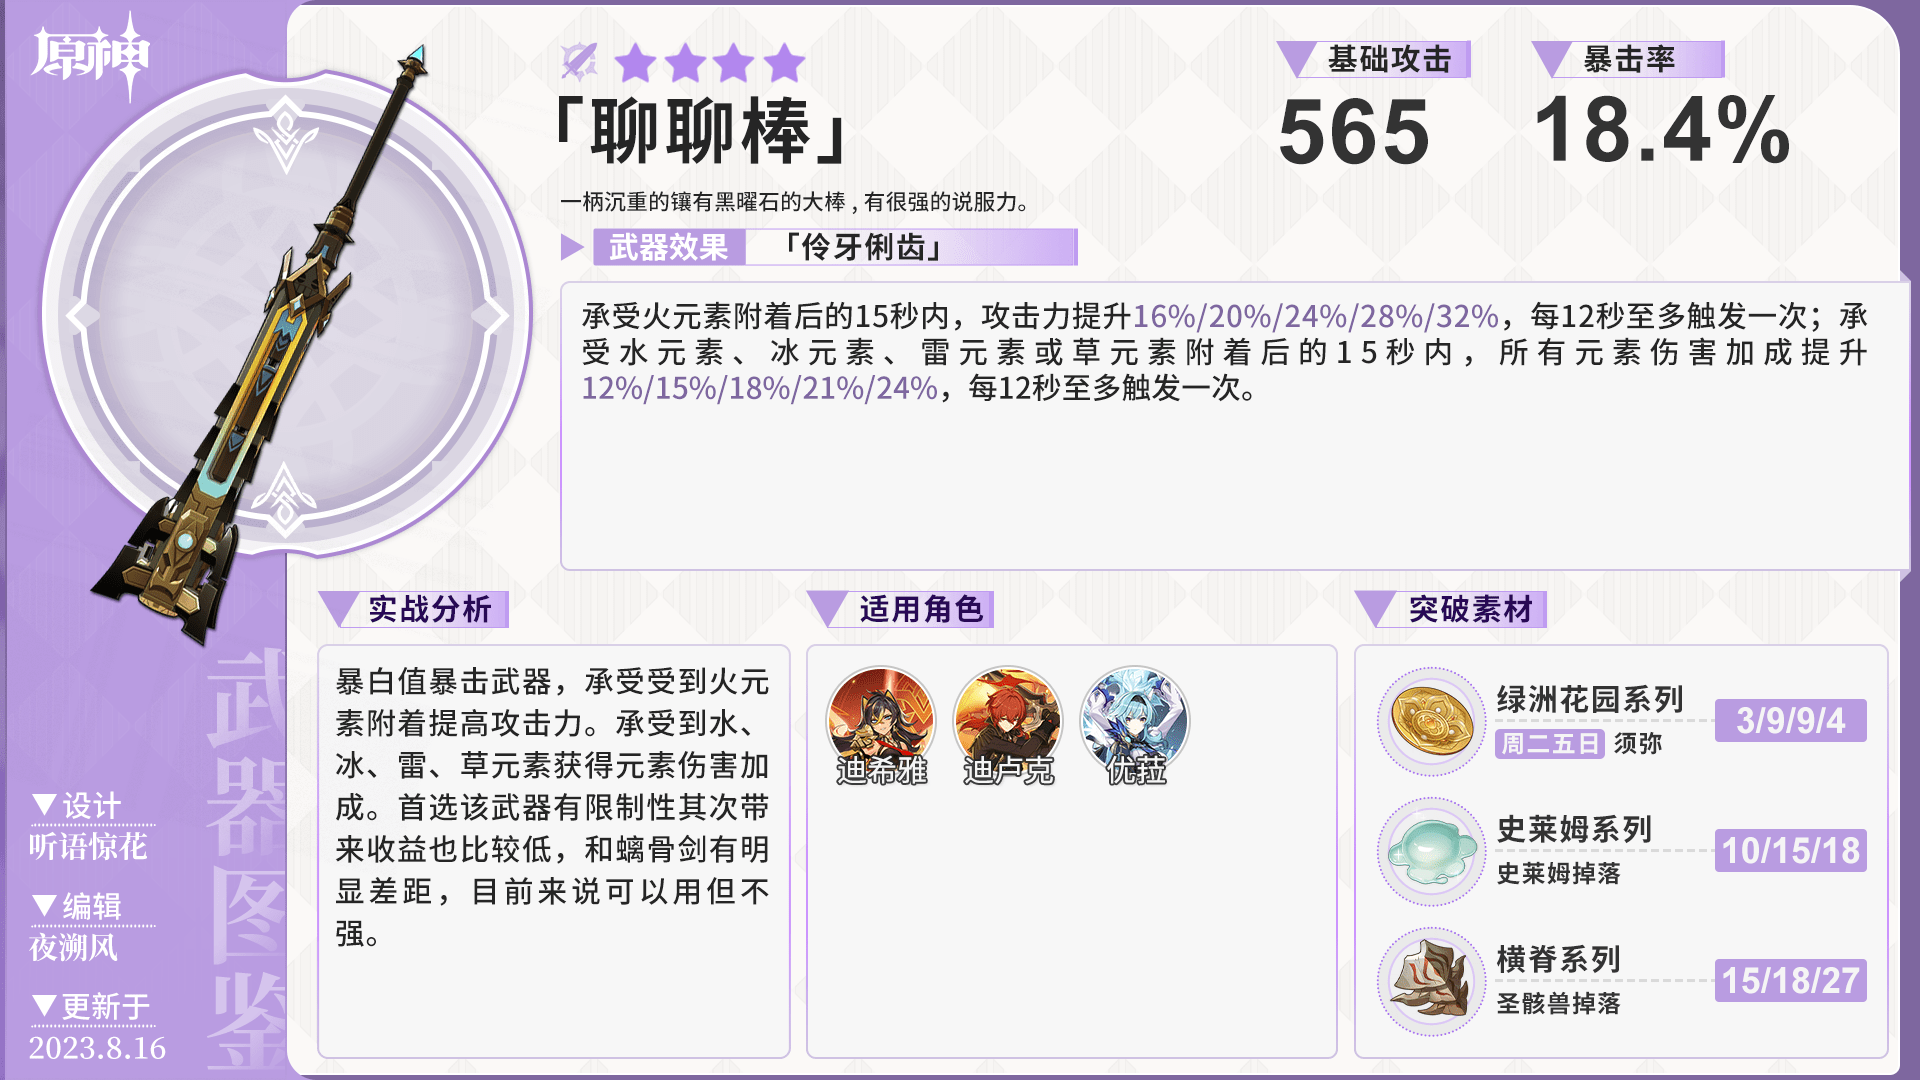 原神
「聊聊棒」
一柄沉重的镶有黑曜石的大棒，有很强的说服力。
基础攻击
565
暴击率
18.4%
武器效果
「伶牙俐齿」
承受火元素附着后的15秒内，攻击力提升16%/20%/24%/28%/32%，每12秒至多触发一次；承
受水元素、冰元素、雷元素或草元素附着后的15秒内，所有元素伤害加成提升
12%/15%/18%/21%/24%，每12秒至多触发一次。
实战分析
暴白值暴击武器，承受受到火元
素附着提高攻击力。承受到水、
冰、雷、草元素获得元素伤害加
成。首选该武器有限制性其次带
来收益也比较低，和螭骨剑有明
显差距，目前来说可以用但不
强。
适用角色
迪希雅
迪卢克
优菈
突破素材
绿洲花园系列
周二五日 须弥
3/9/9/4
史莱姆系列
史莱姆掉落
10/15/18
横脊系列
圣骸兽掉落
15/18/27
武器图鉴
▼设计
听语惊花
▼编辑
夜溯风
▼更新于
2023.8.16